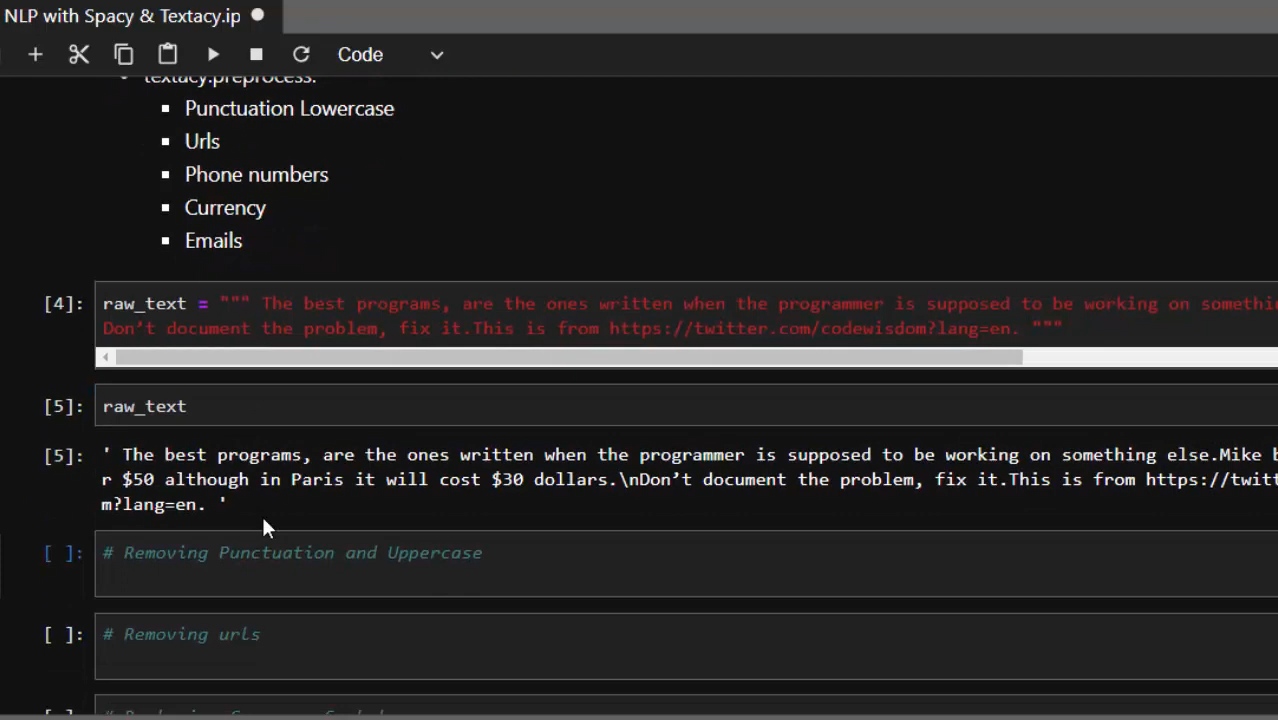 NLP with Spacy & Textacy.ip
Code
textacy.preprocess.
Punctuation Lowercase
Urls
Phone numbers
Currency
Emails
[4]: raw_text = """ The best programs, are the ones written when the programmer is supposed to be working on somethin
Don’t document the problem, fix it.This is from https://twitter.com/codewisdom?lang=en. """
[5]: raw_text
[5]: ' The best programs, are the ones written when the programmer is supposed to be working on something else.Mike b
r $50 although in Paris it will cost $30 dollars.\nDon’t document the problem, fix it.This is from https://twitt
m?lang=en. '
[ ]: # Removing Punctuation and Uppercase
[ ]: # Removing urls